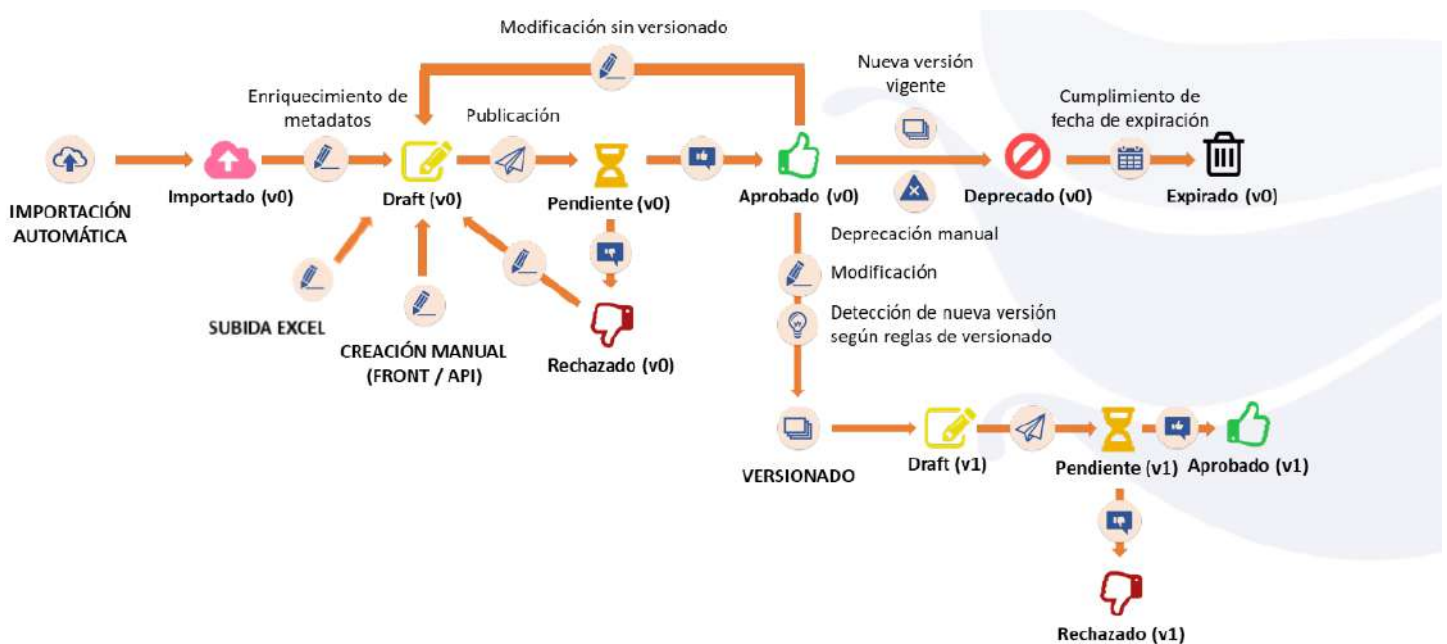 Modificación sin versionado
Nueva versión
vigente
Enriquecimiento de
metadatos
Publicación
Cumplimiento de
fecha de expiración
Importado (v0)
Draft (v0)
Pendiente (v0)
Aprobado (v0)
Deprecado (v0)
Expirado (v0)
IMPORTACIÓN
AUTOMÁTICA
Deprecación manual
Modificación
SUBIDA EXCEL
Detección de nueva versión
según reglas de versionado
CREACIÓN MANUAL
(FRONT / API)
Rechazado (v0)
VERSIONADO
Draft (v1)
Pendiente (v1)
Aprobado (v1)
Rechazado (v1)